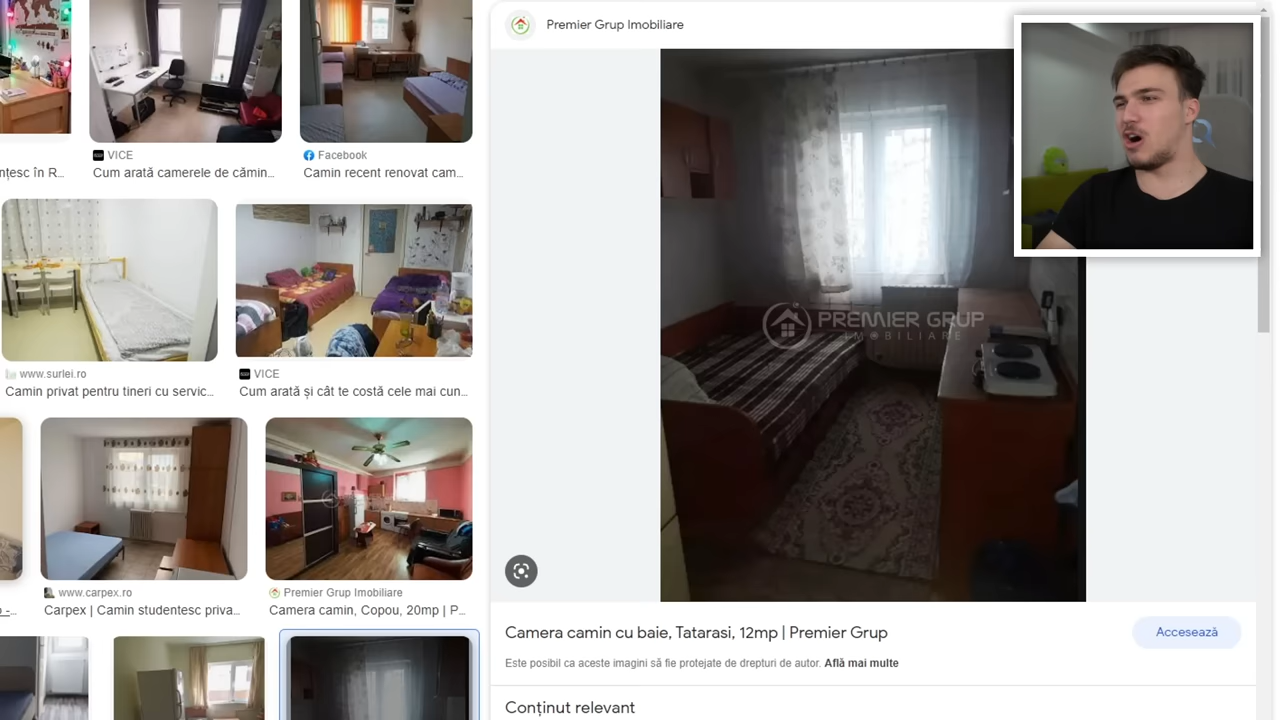 VICE
Facebook
nțesc în R...
Cum arată camerele de cămin...
Camin recent renovat cam...
www.surlei.ro
VICE
Camin privat pentru tineri cu servic...
Cum arată și cât te costă cele mai cun...
www.carpex.ro
Premier Grup Imobiliare
Carpex | Camin studentesc priva...
Camera camin, Copou, 20mp | P...
Premier Grup Imobiliare
PREMIER GRUP
IMOBILIARE
Camera camin cu baie, Tatarasi, 12mp | Premier Grup
Accesează
Este posibil ca aceste imagini să fie protejate de drepturi de autor. Află mai multe
Conținut relevant